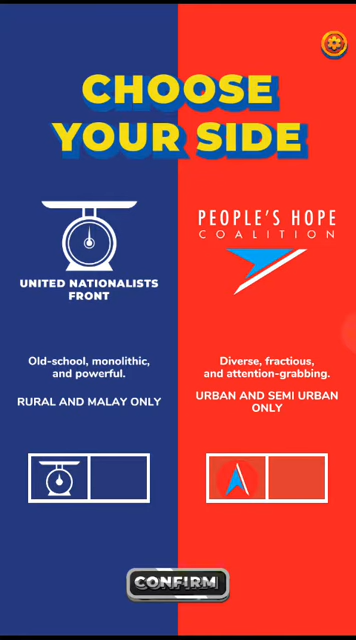 CHOOSE
YOUR SIDE
UNITED NATIONALISTS
FRONT
Old-school, monolithic,
and powerful.
RURAL AND MALAY ONLY
PEOPLE'S HOPE
COALITION
Diverse, fractious,
and attention-grabbing.
URBAN AND SEMI URBAN
ONLY
CONFIRM